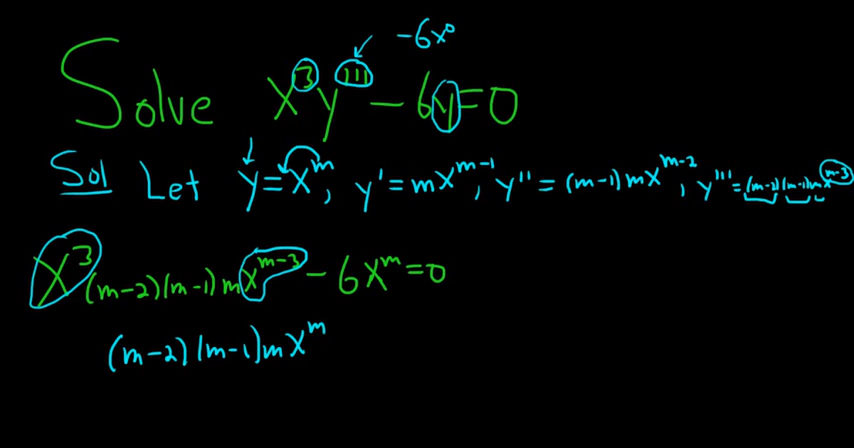 -6x⁰
Solve x³y''' - 6y = 0
Sol Let y = x^m, y' = mx^(m-1), y'' = (m-1)mx^(m-2), y''' = (m-2)(m-1)mx^(m-3)
x³(m-2)(m-1)mx^(m-3) - 6x^m = 0
(m-2)(m-1)mx^m